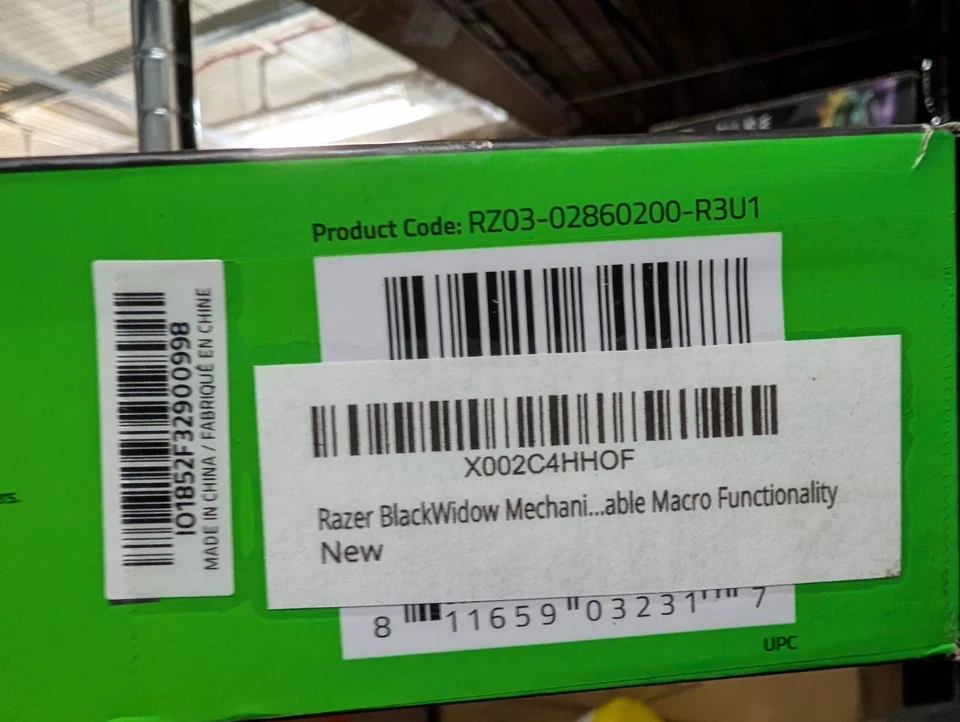 Product Code: RZ03-02860200-R3U1
IO1852F32900998
MADE IN CHINA / FABRIQUÉ EN CHINE
X002C4HHOF
Razer BlackWidow Mechani...able Macro Functionality
New
8 11659 03231 7
UPC